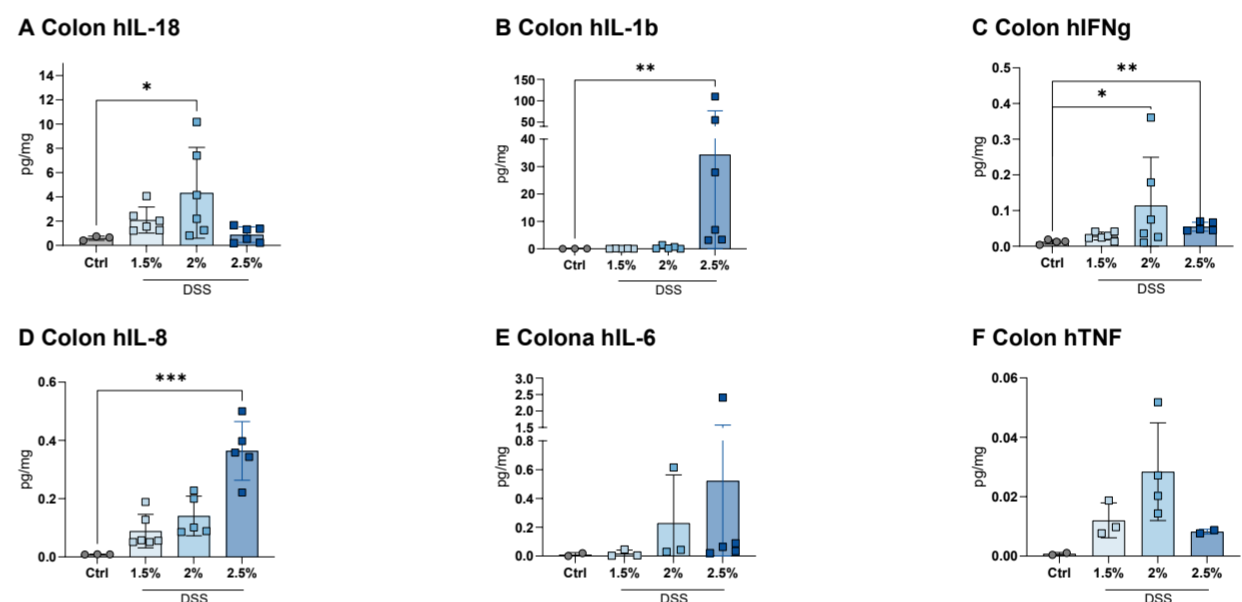 A Colon hIL-18
B Colon hIL-1b
C Colon hIFNg
14
12
10
8
6
4
2
0
pg/mg
*
Ctrl 1.5% 2% 2.5%
DSS
150
100
50
40
30
20
10
0
pg/mg
**
Ctrl 1.5% 2% 2.5%
DSS
0.5
0.4
0.3
0.2
0.1
0.0
pg/mg
**
*
Ctrl 1.5% 2% 2.5%
DSS
D Colon hIL-8
E Colona hIL-6
F Colon hTNF
0.6
0.4
0.2
0.0
pg/mg
***
Ctrl 1.5% 2% 2.5%
DSS
3.0
2.5
2.0
1.5
0.8
0.6
0.4
0.2
0.0
pg/mg
Ctrl 1.5% 2% 2.5%
DSS
0.06
0.04
0.02
0.00
pg/mg
Ctrl 1.5% 2% 2.5%
DSS